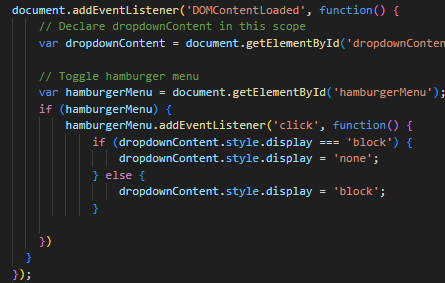 document.addEventListener('DOMContentLoaded', function() {
    // Declare dropdownContent in this scope
    var dropdownContent = document.getElementById('dropdownConten

    // Toggle hamburger menu
    var hamburgerMenu = document.getElementById('hamburgerMenu');
    if (hamburgerMenu) {
        hamburgerMenu.addEventListener('click', function() {
            if (dropdownContent.style.display === 'block') {
                dropdownContent.style.display = 'none';
            } else {
                dropdownContent.style.display = 'block';
            }

    })
  }
});